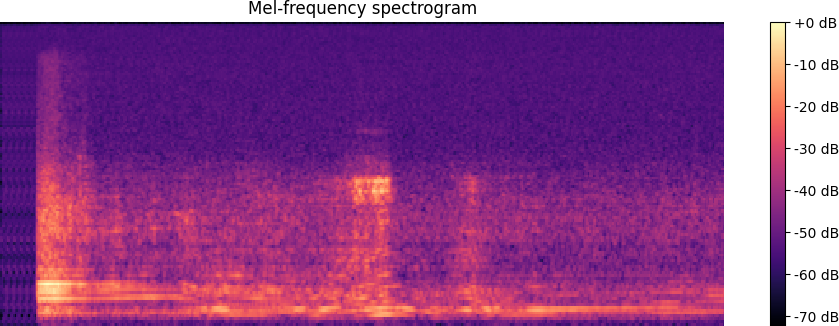 Mel-frequency spectrogram
+0 dB
-10 dB
-20 dB
-30 dB
-40 dB
-50 dB
-60 dB
-70 dB